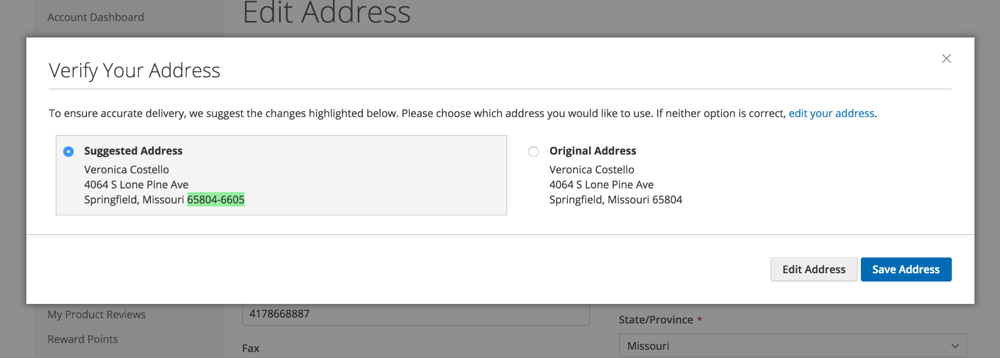 Account Dashboard
Edit Address
Verify Your Address
To ensure accurate delivery, we suggest the changes highlighted below. Please choose which address you would like to use. If neither option is correct, edit your address.
Suggested Address
Veronica Costello
4064 S Lone Pine Ave
Springfield, Missouri 65804-6605
Original Address
Veronica Costello
4064 S Lone Pine Ave
Springfield, Missouri 65804
Edit Address
Save Address
My Product Reviews
Reward Points
4178668887
Fax
State/Province *
Missouri